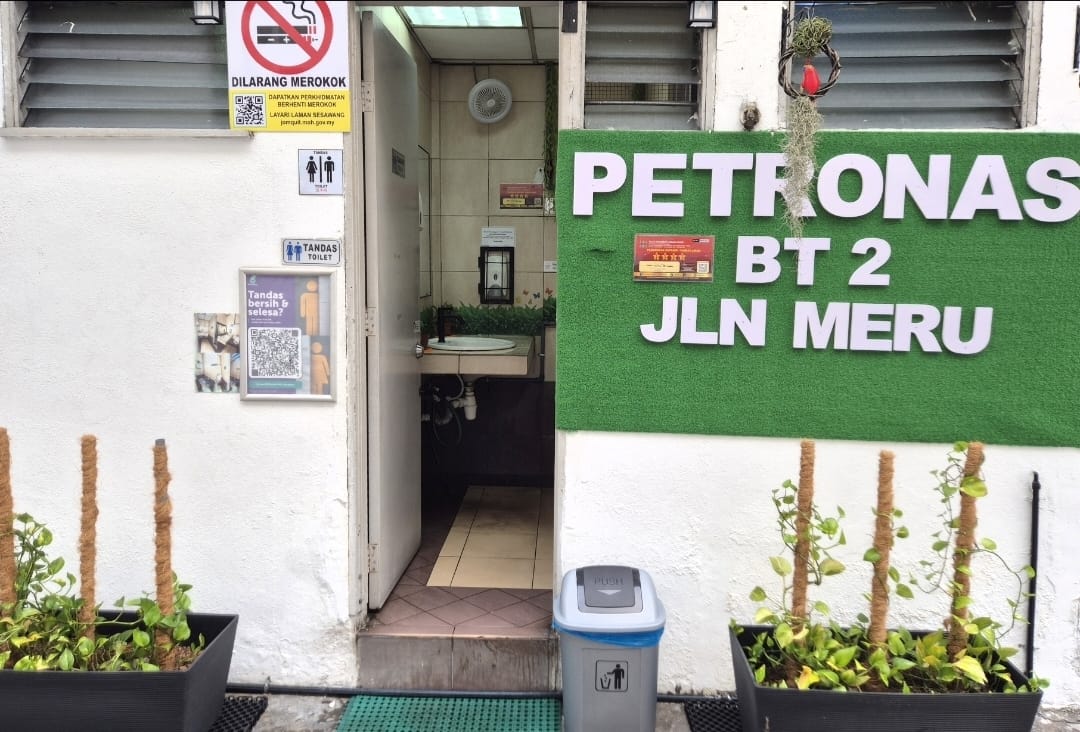 DILARANG MEROKOK
DAPATKAN PERKHIDMATAN
BERHENTI MEROKOK
LAYARI LAMAN SESAWANG
jomquit.moh.gov.my
TANDAS
TOILET
TANDAS
TOILET
Tandas
bersih &
selesa?
PETRONAS
BT 2
JLN MERU
PUSH